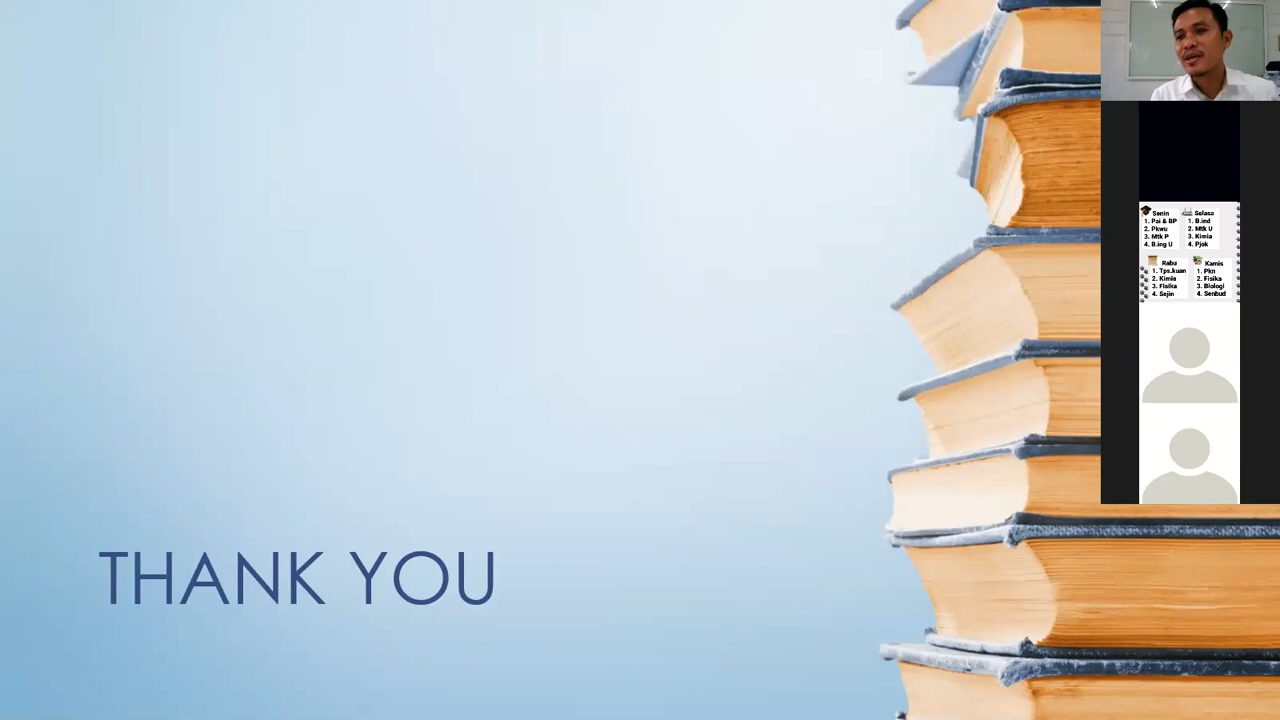 THANK YOU
Senin
1. Pai & BP
2. Pkwu
3. Mtk P
4. B.ing U
Selasa
1. B.ind
2. Mtk U
3. Kimia
4. Pjok
Rabu
1. Tps.kuan
2. Kimia
3. Fisika
4. Sejin
Kamis
1. Pkn
2. Fisika
3. Biologi
4. Senbud